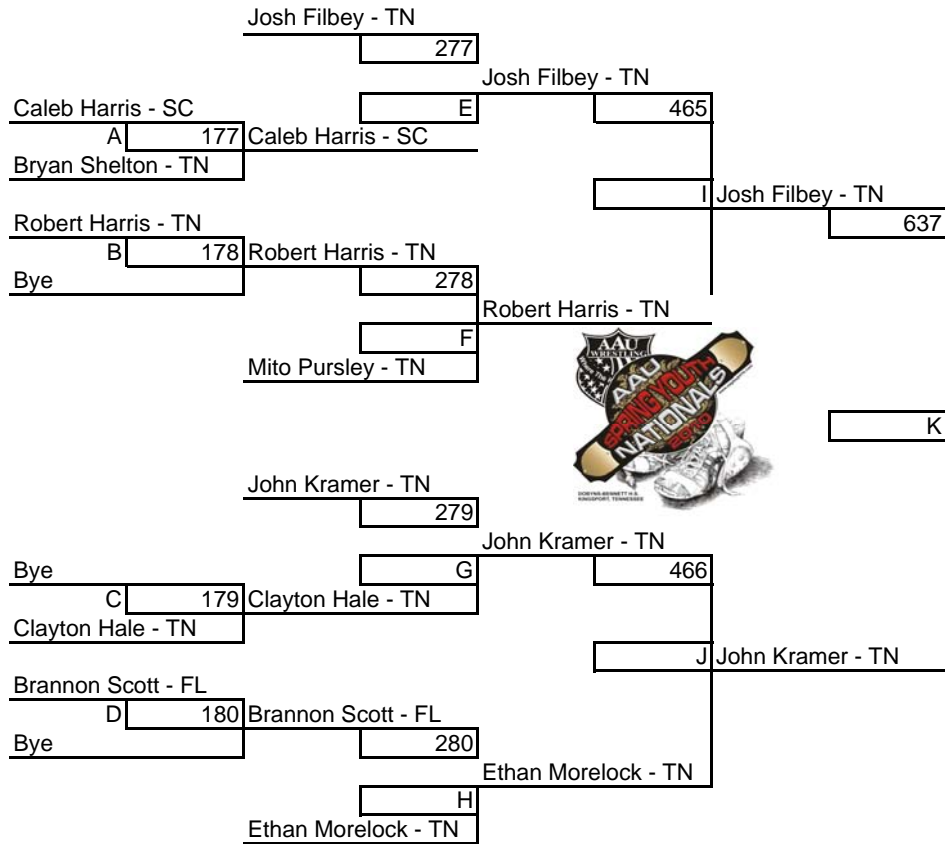 Josh Filbey - TN
277
Josh Filbey - TN
Caleb Harris - SC
E
465
A
177
Caleb Harris - SC
Bryan Shelton - TN
I
Josh Filbey - TN
Robert Harris - TN
637
B
178
Robert Harris - TN
Bye
278
Robert Harris - TN
F
Mito Pursley - TN
AAU
WRESTLING
AAU
SPRING YOUTH
NATIONALS
2010
DOBYNS-BENNETT H.S.
KINGSPORT, TENNESSEE
K
John Kramer - TN
279
John Kramer - TN
Bye
G
466
C
179
Clayton Hale - TN
Clayton Hale - TN
J
John Kramer - TN
Brannon Scott - FL
D
180
Brannon Scott - FL
Bye
280
Ethan Morelock - TN
H
Ethan Morelock - TN